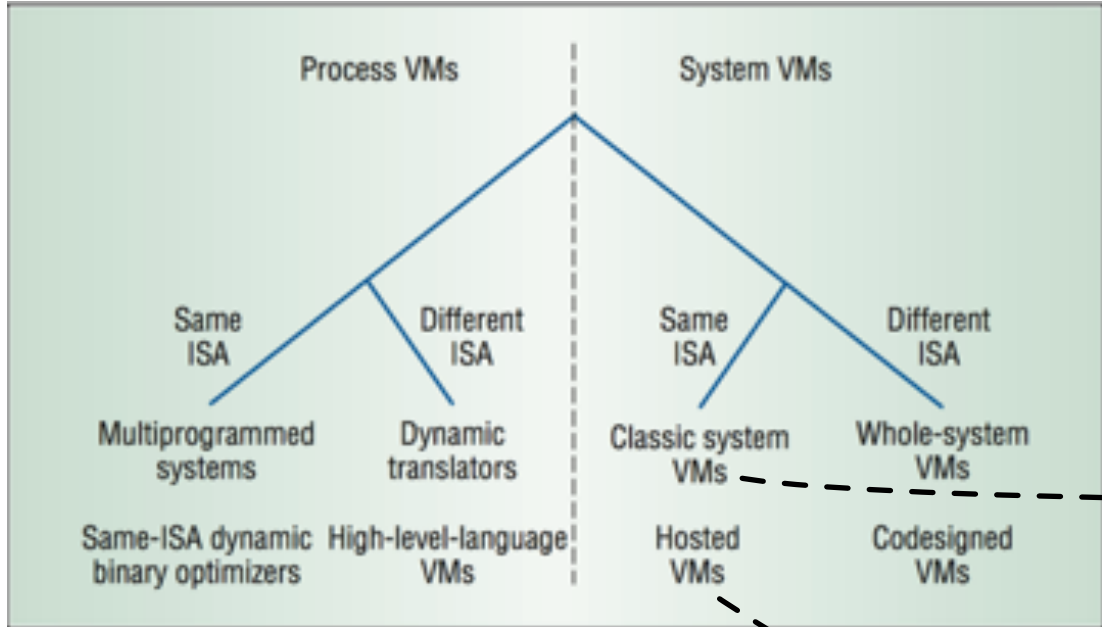 Process VMs
System VMs
Same
ISA
Different
ISA
Same
ISA
Different
ISA
Multiprogrammed
systems
Dynamic
translators
Classic system
VMs
Whole-system
VMs
Same-ISA dynamic
binary optimizers
High-level-language
VMs
Hosted
VMs
Codesigned
VMs